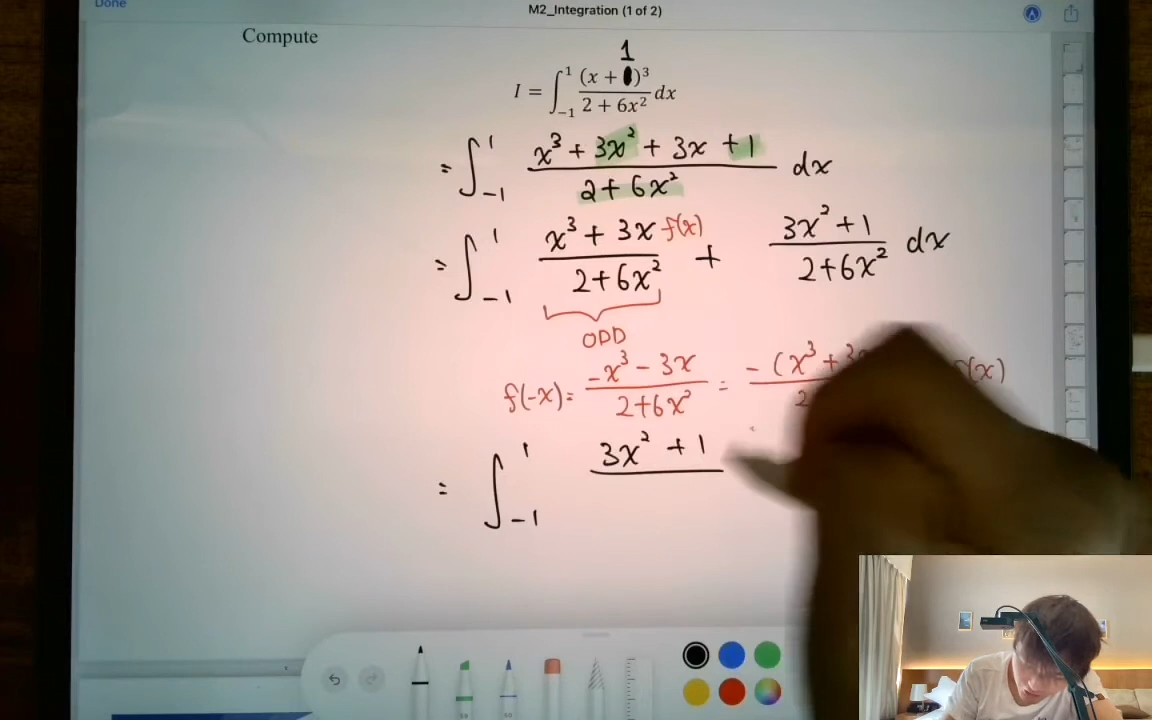 Done
M2_Integration (1 of 2)
Compute
1
I = ∫_{-1}^{1} (x + )³ / 2 + 6x² dx
= ∫_{-1}^{1} x³ + 3x² + 3x + 1 / 2 + 6x² dx
= ∫_{-1}^{1} x³ + 3x / 2 + 6x² f(x) + 3x² + 1 / 2 + 6x² dx
ODD
f(-x) = -x³ - 3x / 2 + 6x² = - (x³ + 3 / 2 (x)
= ∫_{-1}^{1} 3x² + 1